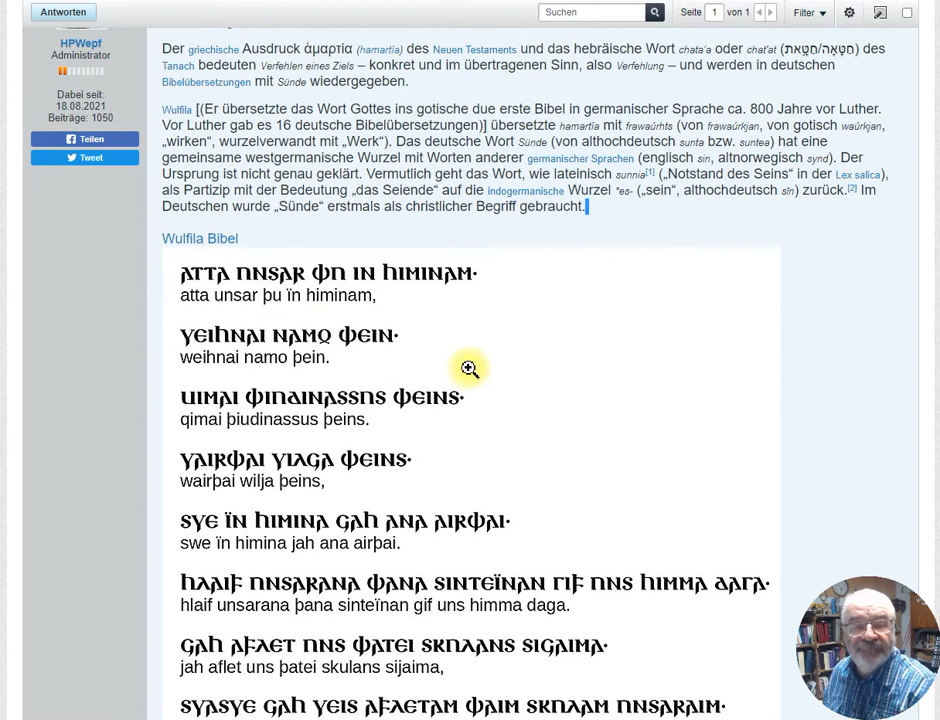 Antworten
Suchen
Seite 1 von 1
Filter
HPWepf
Administrator
Dabei seit:
18.08.2021
Beiträge: 1050
Teilen
Tweet
Der griechische Ausdruck ἁμαρτία (hamartia) des Neuen Testaments und das hebräische Wort chata'a oder chat'at (חַטָּאָה/חַטָּאת) des
Tanach bedeuten Verfehlen eines Ziels – konkret und im übertragenen Sinn, also Verfehlung – und werden in deutschen
Bibelübersetzungen mit Sünde wiedergegeben.
Wulfila [(Er übersetzte das Wort Gottes ins gotische due erste Bibel in germanischer Sprache ca. 800 Jahre vor Luther.
Vor Luther gab es 16 deutsche Bibelübersetzungen)] übersetzte hamartia mit frawaúrhts (von frawaúrkjan, von gotisch waúrkjan,
„wirken", wurzelverwandt mit „Werk"). Das deutsche Wort Sünde (von althochdeutsch sunta bzw. suntea) hat eine
gemeinsame westgermanische Wurzel mit Worten anderer germanischer Sprachen (englisch sin, altnorwegisch synd). Der
Ursprung ist nicht genau geklärt. Vermutlich geht das Wort, wie lateinisch sunnia[1] („Notstand des Seins" in der Lex salica),
als Partizip mit der Bedeutung „das Seiende" auf die indogermanische Wurzel *es- („sein", althochdeutsch sīn) zurück.[2] Im
Deutschen wurde „Sünde" erstmals als christlicher Begriff gebraucht.
Wulfila Bibel
𐌰𐍄𐍄𐌰 𐌿𐌽𐍃𐌰𐍂 𐌸𐌿 𐌹𐌽 𐌷𐌹𐌼𐌹𐌽𐌰𐌼·
atta unsar þu ïn himinam,
𐍅𐌴𐌹𐌷𐌽𐌰𐌹 𐌽𐌰𐌼𐍉 𐌸𐌴𐌹𐌽·
weihnai namo þein.
𐌵𐌹𐌼𐌰𐌹 𐌸𐌹𐌿𐌳𐌹𐌽𐌰𐍃𐍃𐌿𐍃 𐌸𐌴𐌹𐌽𐍃·
qimai þiudinassus þeins.
𐍅𐌰𐌹𐍂𐌸𐌰𐌹 𐍅𐌹𐌻𐌾𐌰 𐌸𐌴𐌹𐌽𐍃·
wairþai wilja þeins,
𐍃𐍅𐌴 𐌹̈𐌽 𐌷𐌹𐌼𐌹𐌽𐌰 𐌾𐌰𐌷 𐌰𐌽𐌰 𐌰𐌹𐍂𐌸𐌰𐌹·
swe ïn himina jah ana airþai.
𐌷𐌻𐌰𐌹𐍆 𐌿𐌽𐍃𐌰𐍂𐌰𐌽𐌰 𐌸𐌰𐌽𐌰 𐍃𐌹𐌽𐍄𐌴𐌹̈𐌽𐌰𐌽 𐌲𐌹𐍆 𐌿𐌽𐍃 𐌷𐌹𐌼𐌼𐌰 𐌳𐌰𐌲𐌰·
hlaif unsarana þana sinteïnan gif uns himma daga.
𐌾𐌰𐌷 𐌰𐍆𐌻𐌴𐍄 𐌿𐌽𐍃 𐌸𐌰𐍄𐌴𐌹 𐍃𐌺𐌿𐌻𐌰𐌽𐍃 𐍃𐌹𐌾𐌰𐌹𐌼𐌰·
jah aflet uns þatei skulans sijaima,
𐍃𐍅𐌰𐍃𐍅𐌴 𐌾𐌰𐌷 𐍅𐌴𐌹𐍃 𐌰𐍆𐌻𐌴𐍄𐌰𐌼 𐌸𐌰𐌹𐌼 𐍃𐌺𐌿𐌻𐌰𐌼 𐌿𐌽𐍃𐌰𐍂𐌰𐌹𐌼·